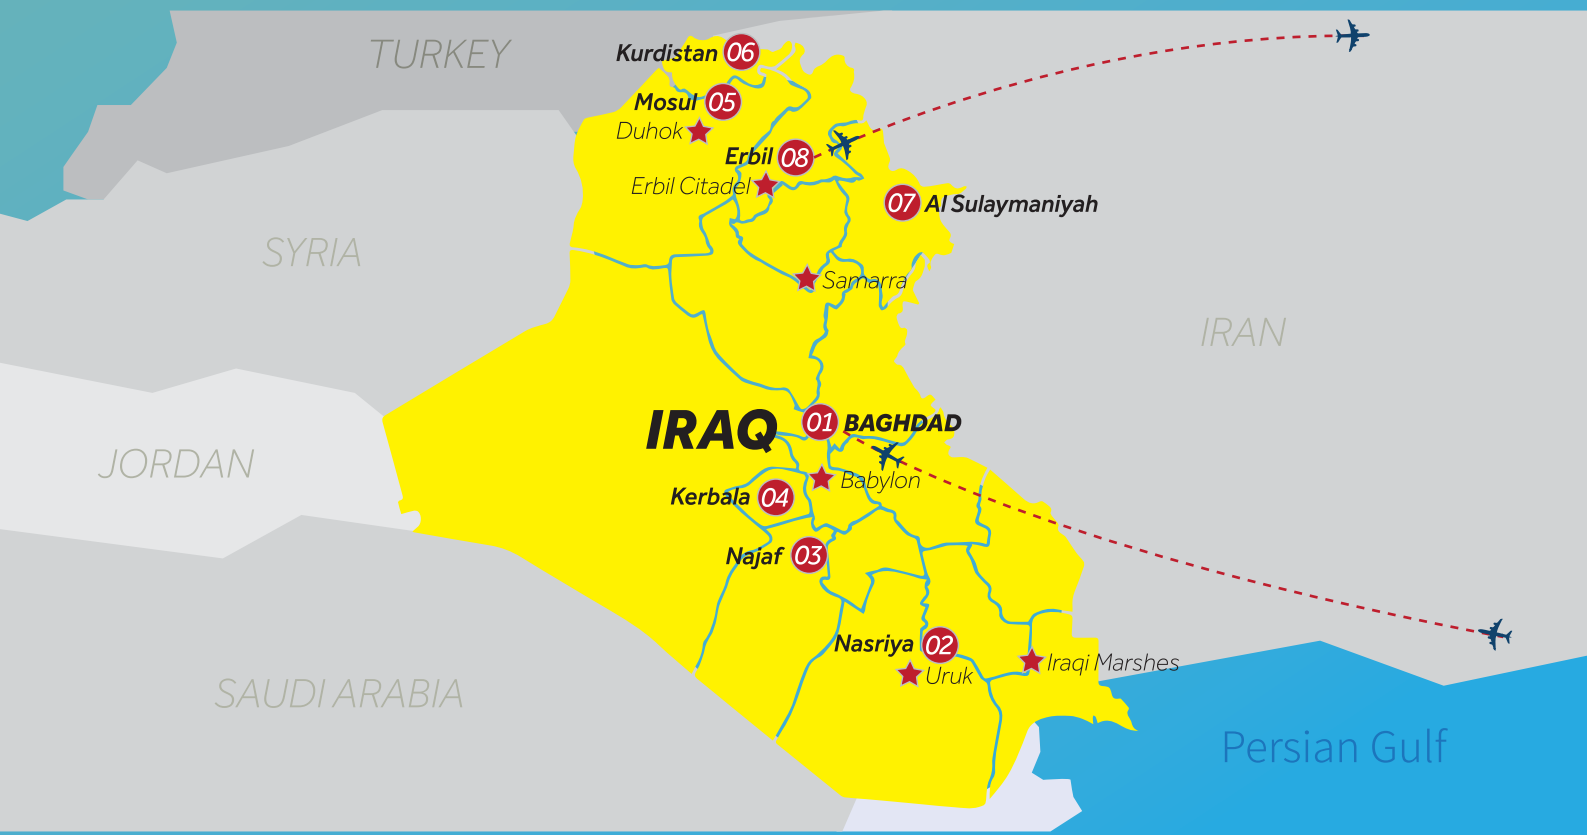 TURKEY
Kurdistan 06
Mosul 05
Duhok
Erbil 08
Erbil Citadel
07 Al Sulaymaniyah
SYRIA
Samarra
IRAN
IRAQ
01 BAGHDAD
JORDAN
Babylon
Kerbala 04
Najaf 03
Nasriya 02
Iraqi Marshes
Uruk
SAUDI ARABIA
Persian Gulf